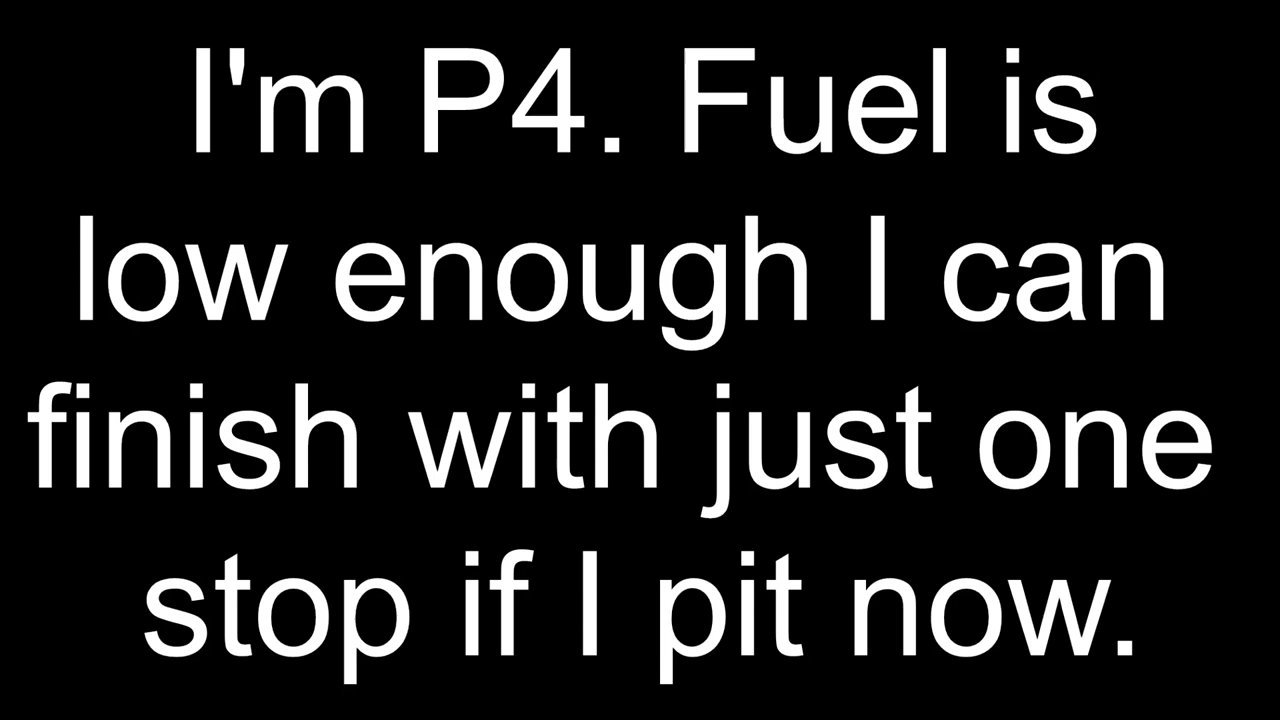 I'm P4. Fuel is
low enough I can
finish with just one
stop if I pit now.